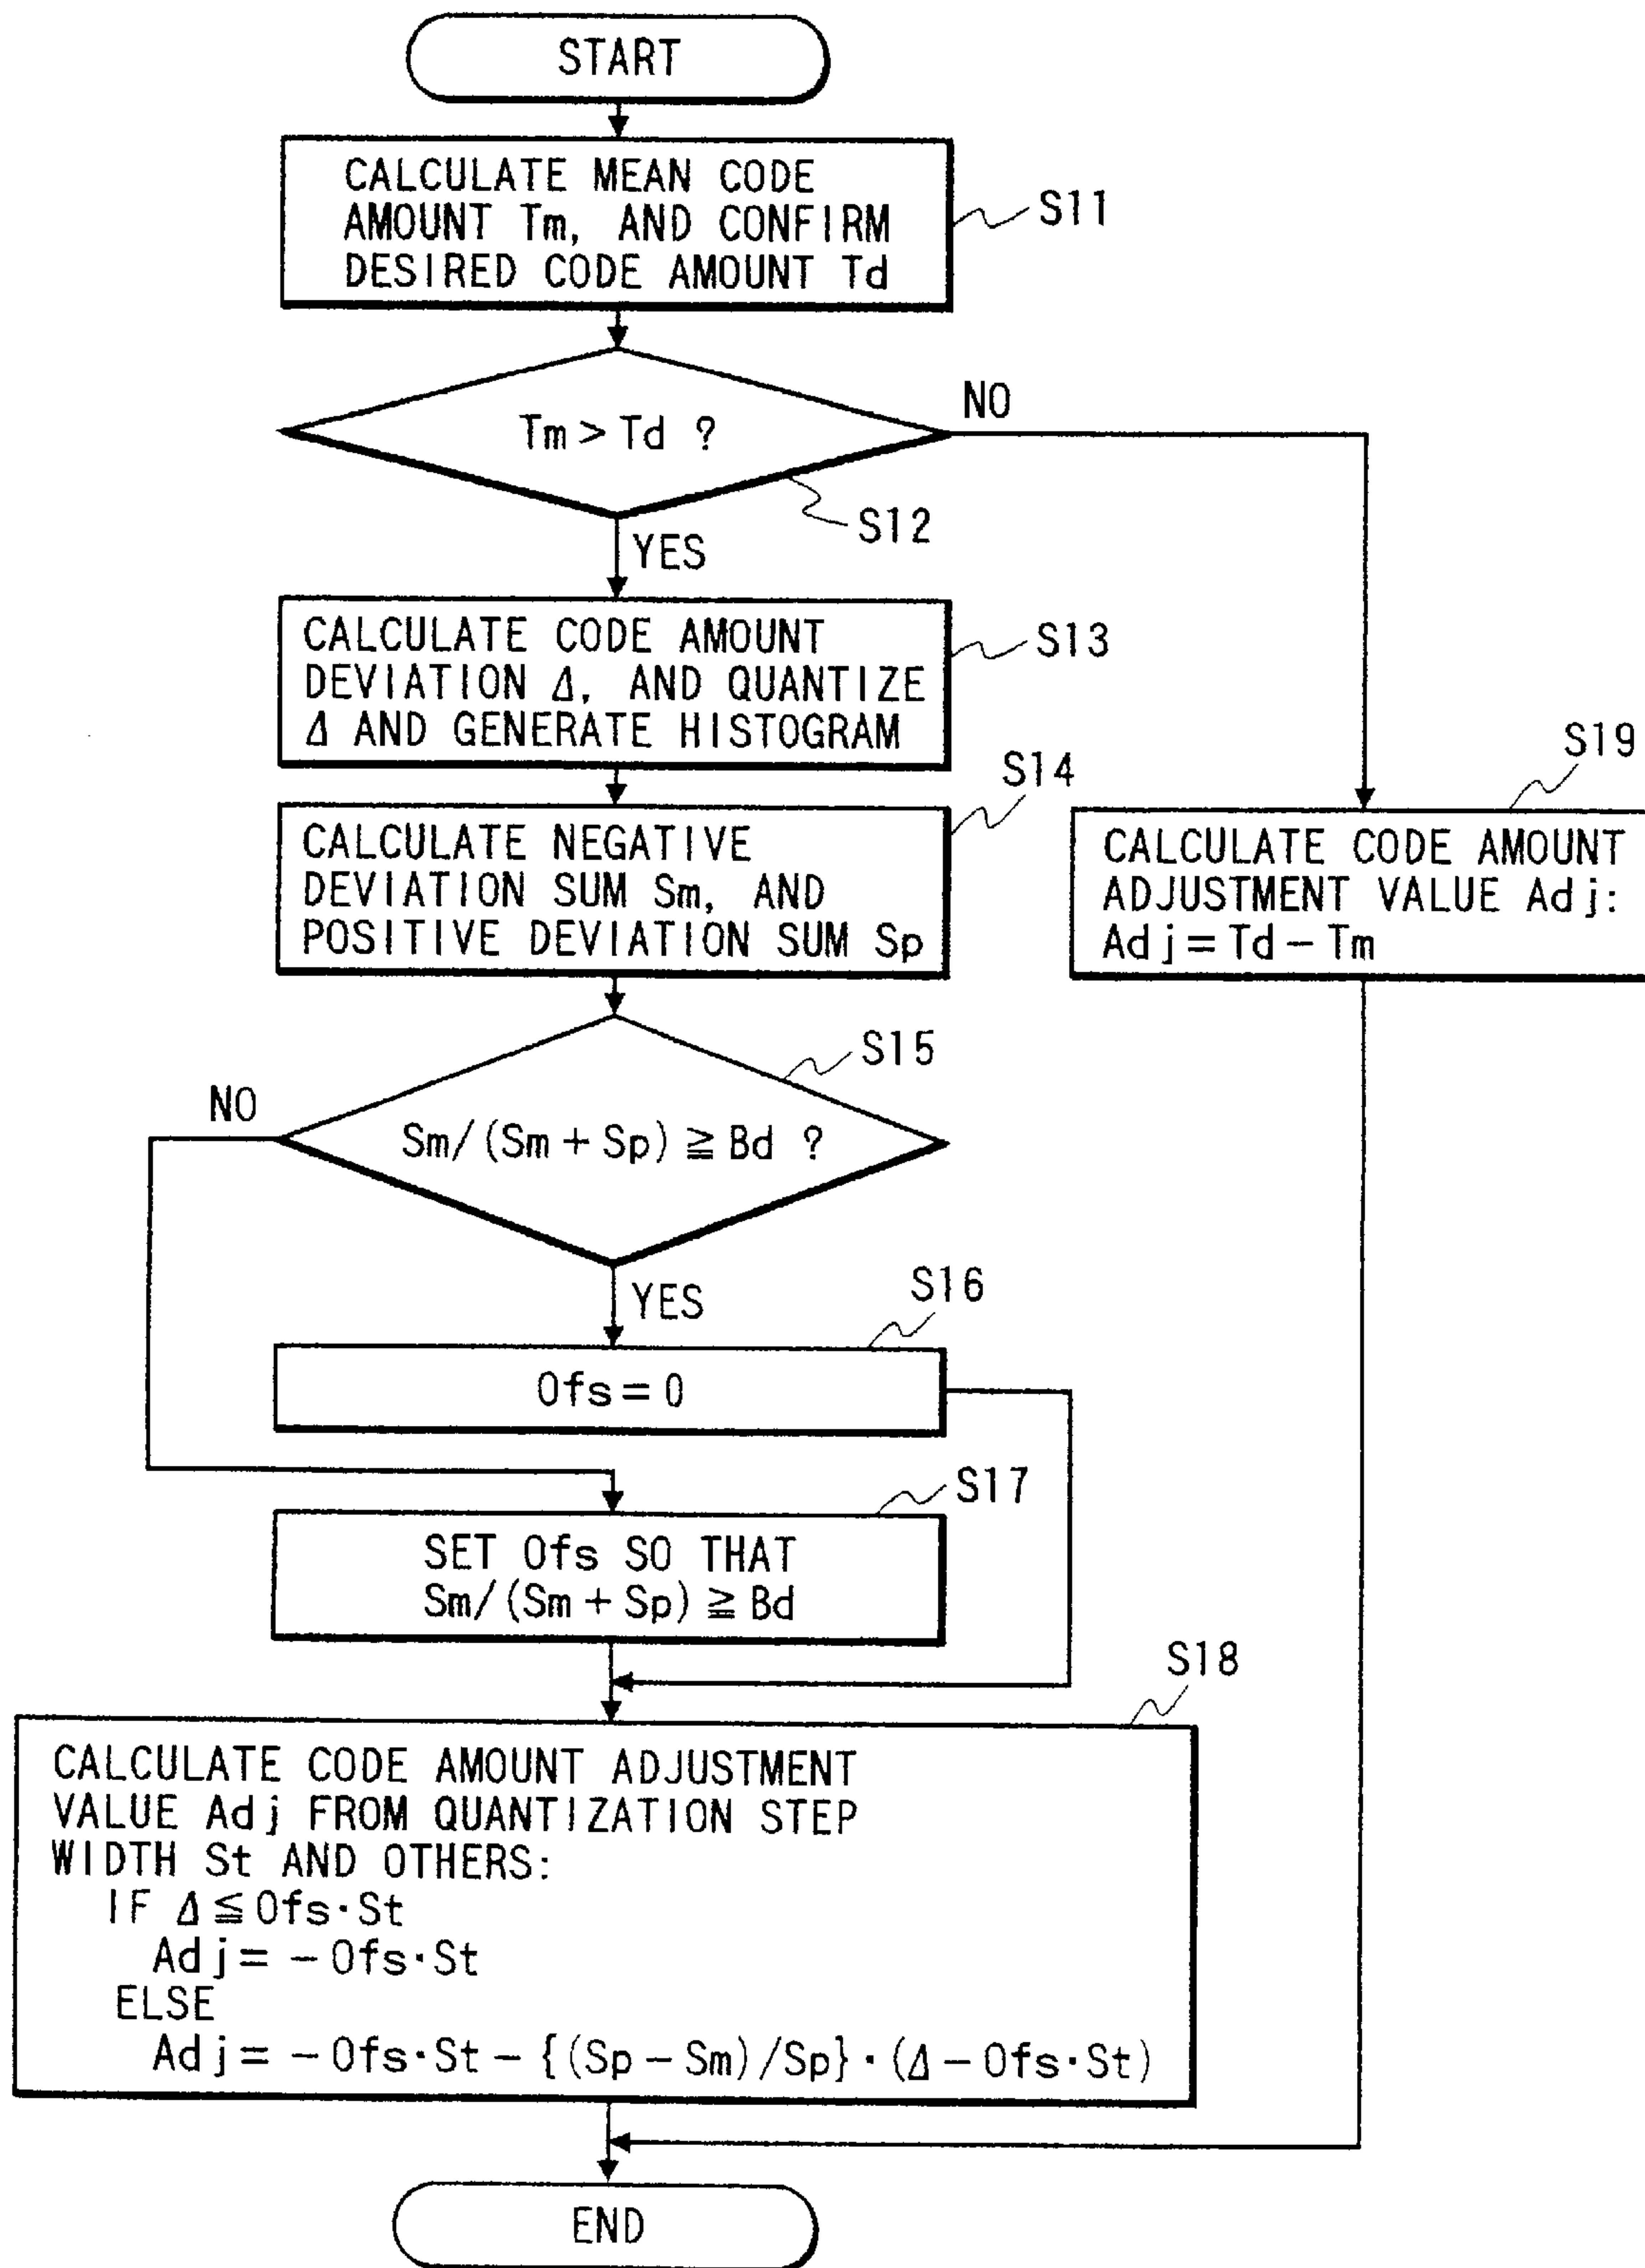 START
CALCULATE MEAN CODE
AMOUNT Tm, AND CONFIRM
DESIRED CODE AMOUNT Td
S11
Tm > Td ?
NO
S12
YES
CALCULATE CODE AMOUNT
DEVIATION Δ, AND QUANTIZE
Δ AND GENERATE HISTOGRAM
S13
CALCULATE NEGATIVE
DEVIATION SUM Sm, AND
POSITIVE DEVIATION SUM Sp
S14
S19
CALCULATE CODE AMOUNT
ADJUSTMENT VALUE Adj:
Adj = Td - Tm
S15
NO
Sm/(Sm + Sp) ≧ Bd ?
YES
S16
Ofs = 0
S17
SET Ofs SO THAT
Sm/(Sm + Sp) ≧ Bd
S18
CALCULATE CODE AMOUNT ADJUSTMENT
VALUE Adj FROM QUANTIZATION STEP
WIDTH St AND OTHERS:
IF Δ ≦ Ofs·St
Adj = - Ofs·St
ELSE
Adj = - Ofs·St - {(Sp - Sm)/Sp}·(Δ - Ofs·St)
END